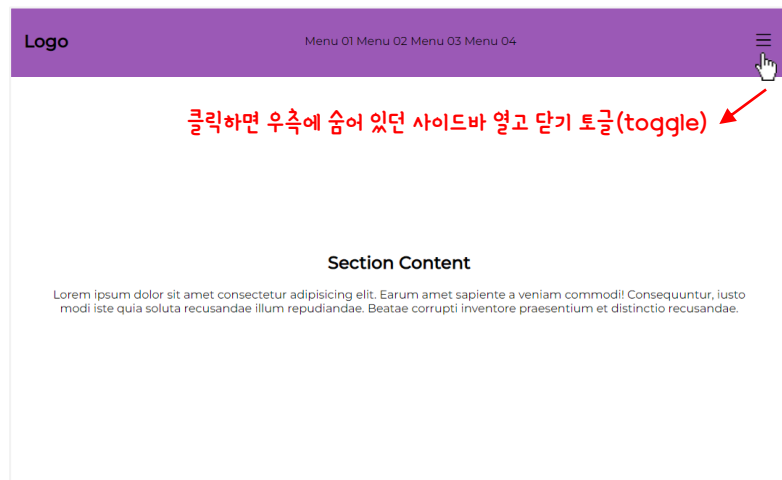 Logo
Menu 01 Menu 02 Menu 03 Menu 04
클릭하면 우측에 숨어 있던 사이드바 열고 닫기 토글(toggle)
Section Content
Lorem ipsum dolor sit amet consectetur adipisicing elit. Earum amet sapiente a veniam commodi! Consequuntur, iusto
modi iste quia soluta recusandae illum repudiandae. Beatae corrupti inventore praesentium et distinctio recusandae.